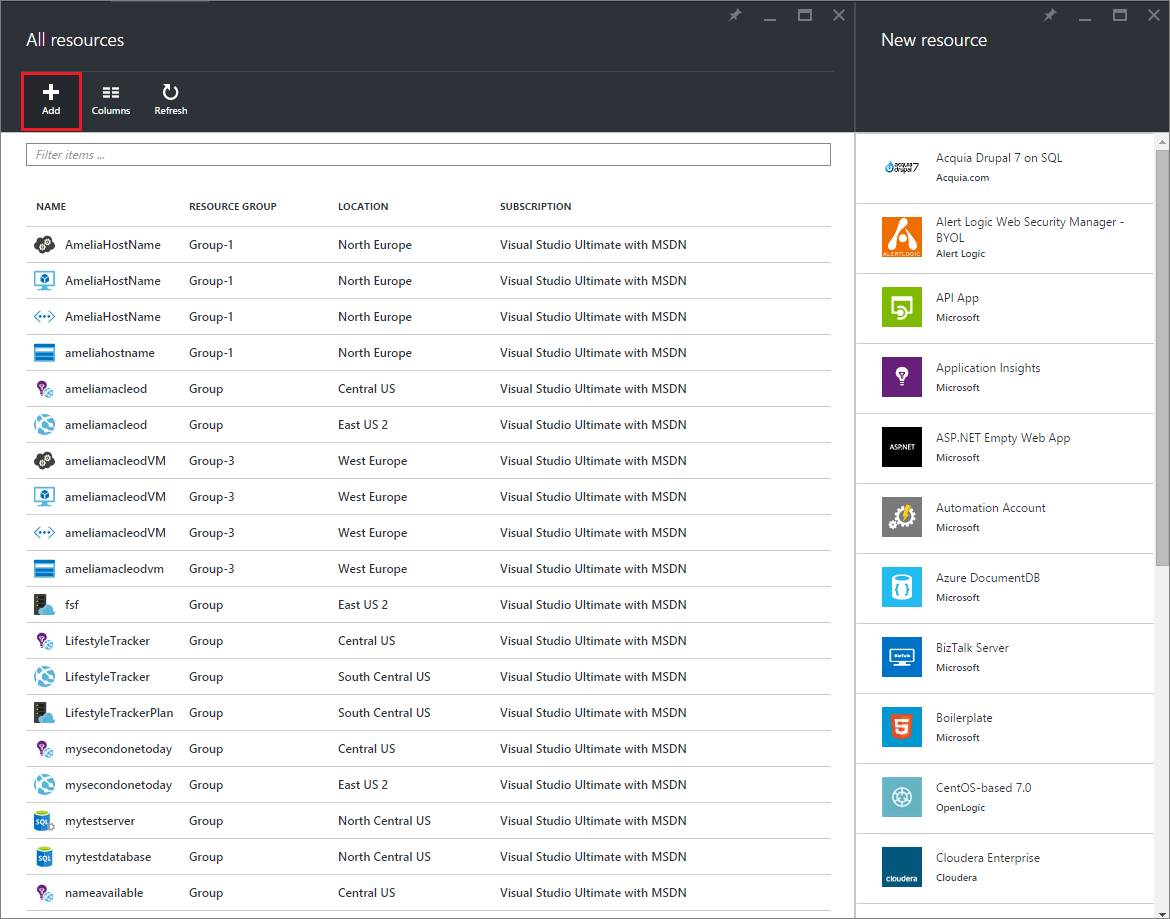 All resources
Add Columns Refresh
Filter items ...
NAME RESOURCE GROUP LOCATION SUBSCRIPTION
AmeliaHostName Group-1 North Europe Visual Studio Ultimate with MSDN
AmeliaHostName Group-1 North Europe Visual Studio Ultimate with MSDN
AmeliaHostName Group-1 North Europe Visual Studio Ultimate with MSDN
ameliahostname Group-1 North Europe Visual Studio Ultimate with MSDN
ameliamacleod Group Central US Visual Studio Ultimate with MSDN
ameliamacleod Group East US 2 Visual Studio Ultimate with MSDN
ameliamacleodVM Group-3 West Europe Visual Studio Ultimate with MSDN
ameliamacleodVM Group-3 West Europe Visual Studio Ultimate with MSDN
ameliamacleodVM Group-3 West Europe Visual Studio Ultimate with MSDN
ameliamacleodvm Group-3 West Europe Visual Studio Ultimate with MSDN
fsf Group East US 2 Visual Studio Ultimate with MSDN
LifestyleTracker Group Central US Visual Studio Ultimate with MSDN
LifestyleTracker Group South Central US Visual Studio Ultimate with MSDN
LifestyleTrackerPlan Group South Central US Visual Studio Ultimate with MSDN
mysecondonetoday Group Central US Visual Studio Ultimate with MSDN
mysecondonetoday Group East US 2 Visual Studio Ultimate with MSDN
SQL mytestserver Group North Central US Visual Studio Ultimate with MSDN
SQL mytestdatabase Group North Central US Visual Studio Ultimate with MSDN
nameavailable Group Central US Visual Studio Ultimate with MSDN
New resource
acquia drupal 7
Acquia Drupal 7 on SQL
Acquia.com
ALERTLOGIC
Alert Logic Web Security Manager -
BYOL
Alert Logic
API App
Microsoft
Application Insights
Microsoft
ASP.NET
ASP.NET Empty Web App
Microsoft
Automation Account
Microsoft
Azure DocumentDB
Microsoft
BizTalk
BizTalk Server
Microsoft
5
Boilerplate
Microsoft
CentOS-based 7.0
OpenLogic
cloudera
Cloudera Enterprise
Cloudera